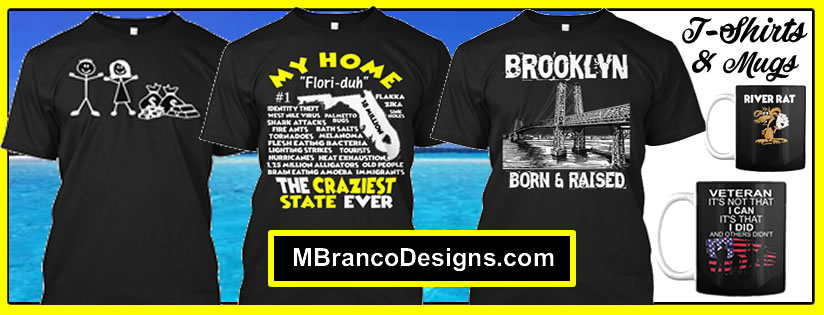 MY HOME
"Flori-duh"
#1
FLAKKA
ZIKA
SINK HOLES
IDENTITY THEFT
WEST NILE VIRUS PALMETTO BUGS
SHARK ATTACKS
FIRE ANTS BATH SALTS
TORNADOES MELANOMA
FLESH EATING BACTERIA
LIGHTING STRIKES TOURISTS
HURRICANES HEAT EXHAUSTION
1.25 MILLION ALLIGATORS OLD PEOPLE
BRAIN EATING AMOEBA IMMIGRANTS
THE CRAZIEST
STATE EVER
BROOKLYN
BORN & RAISED
T-Shirts
& Mugs
RIVER RAT
VETERAN
IT'S NOT THAT
I CAN
IT'S THAT
I DID
AND OTHERS DIDN'T
MBrancoDesigns.com